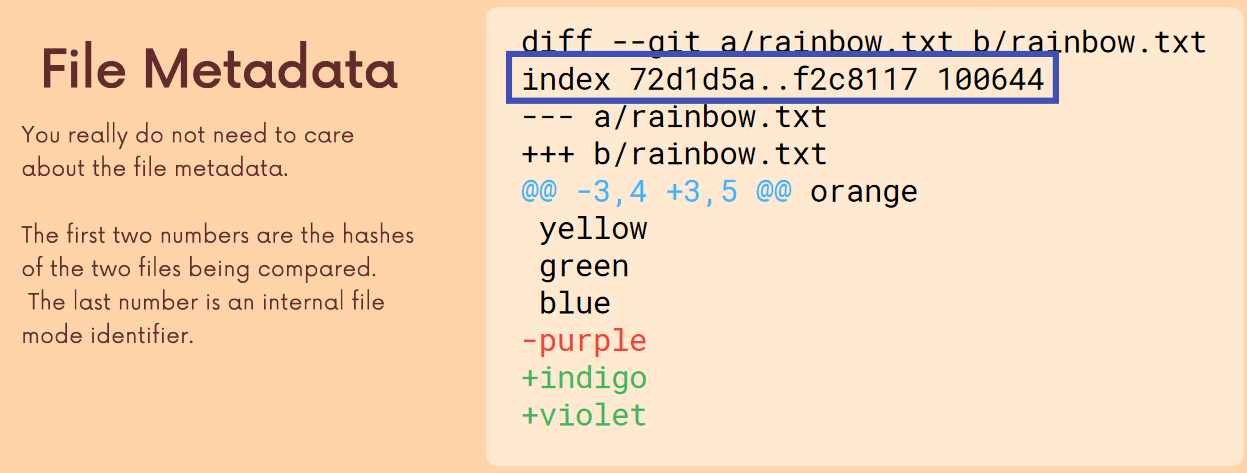 File Metadata
You really do not need to care
about the file metadata.
The first two numbers are the hashes
of the two files being compared.
The last number is an internal file
mode identifier.
diff --git a/rainbow.txt b/rainbow.txt
index 72d1d5a..f2c8117 100644
--- a/rainbow.txt
+++ b/rainbow.txt
@@ -3,4 +3,5 @@ orange
 yellow
 green
 blue
-purple
+indigo
+violet